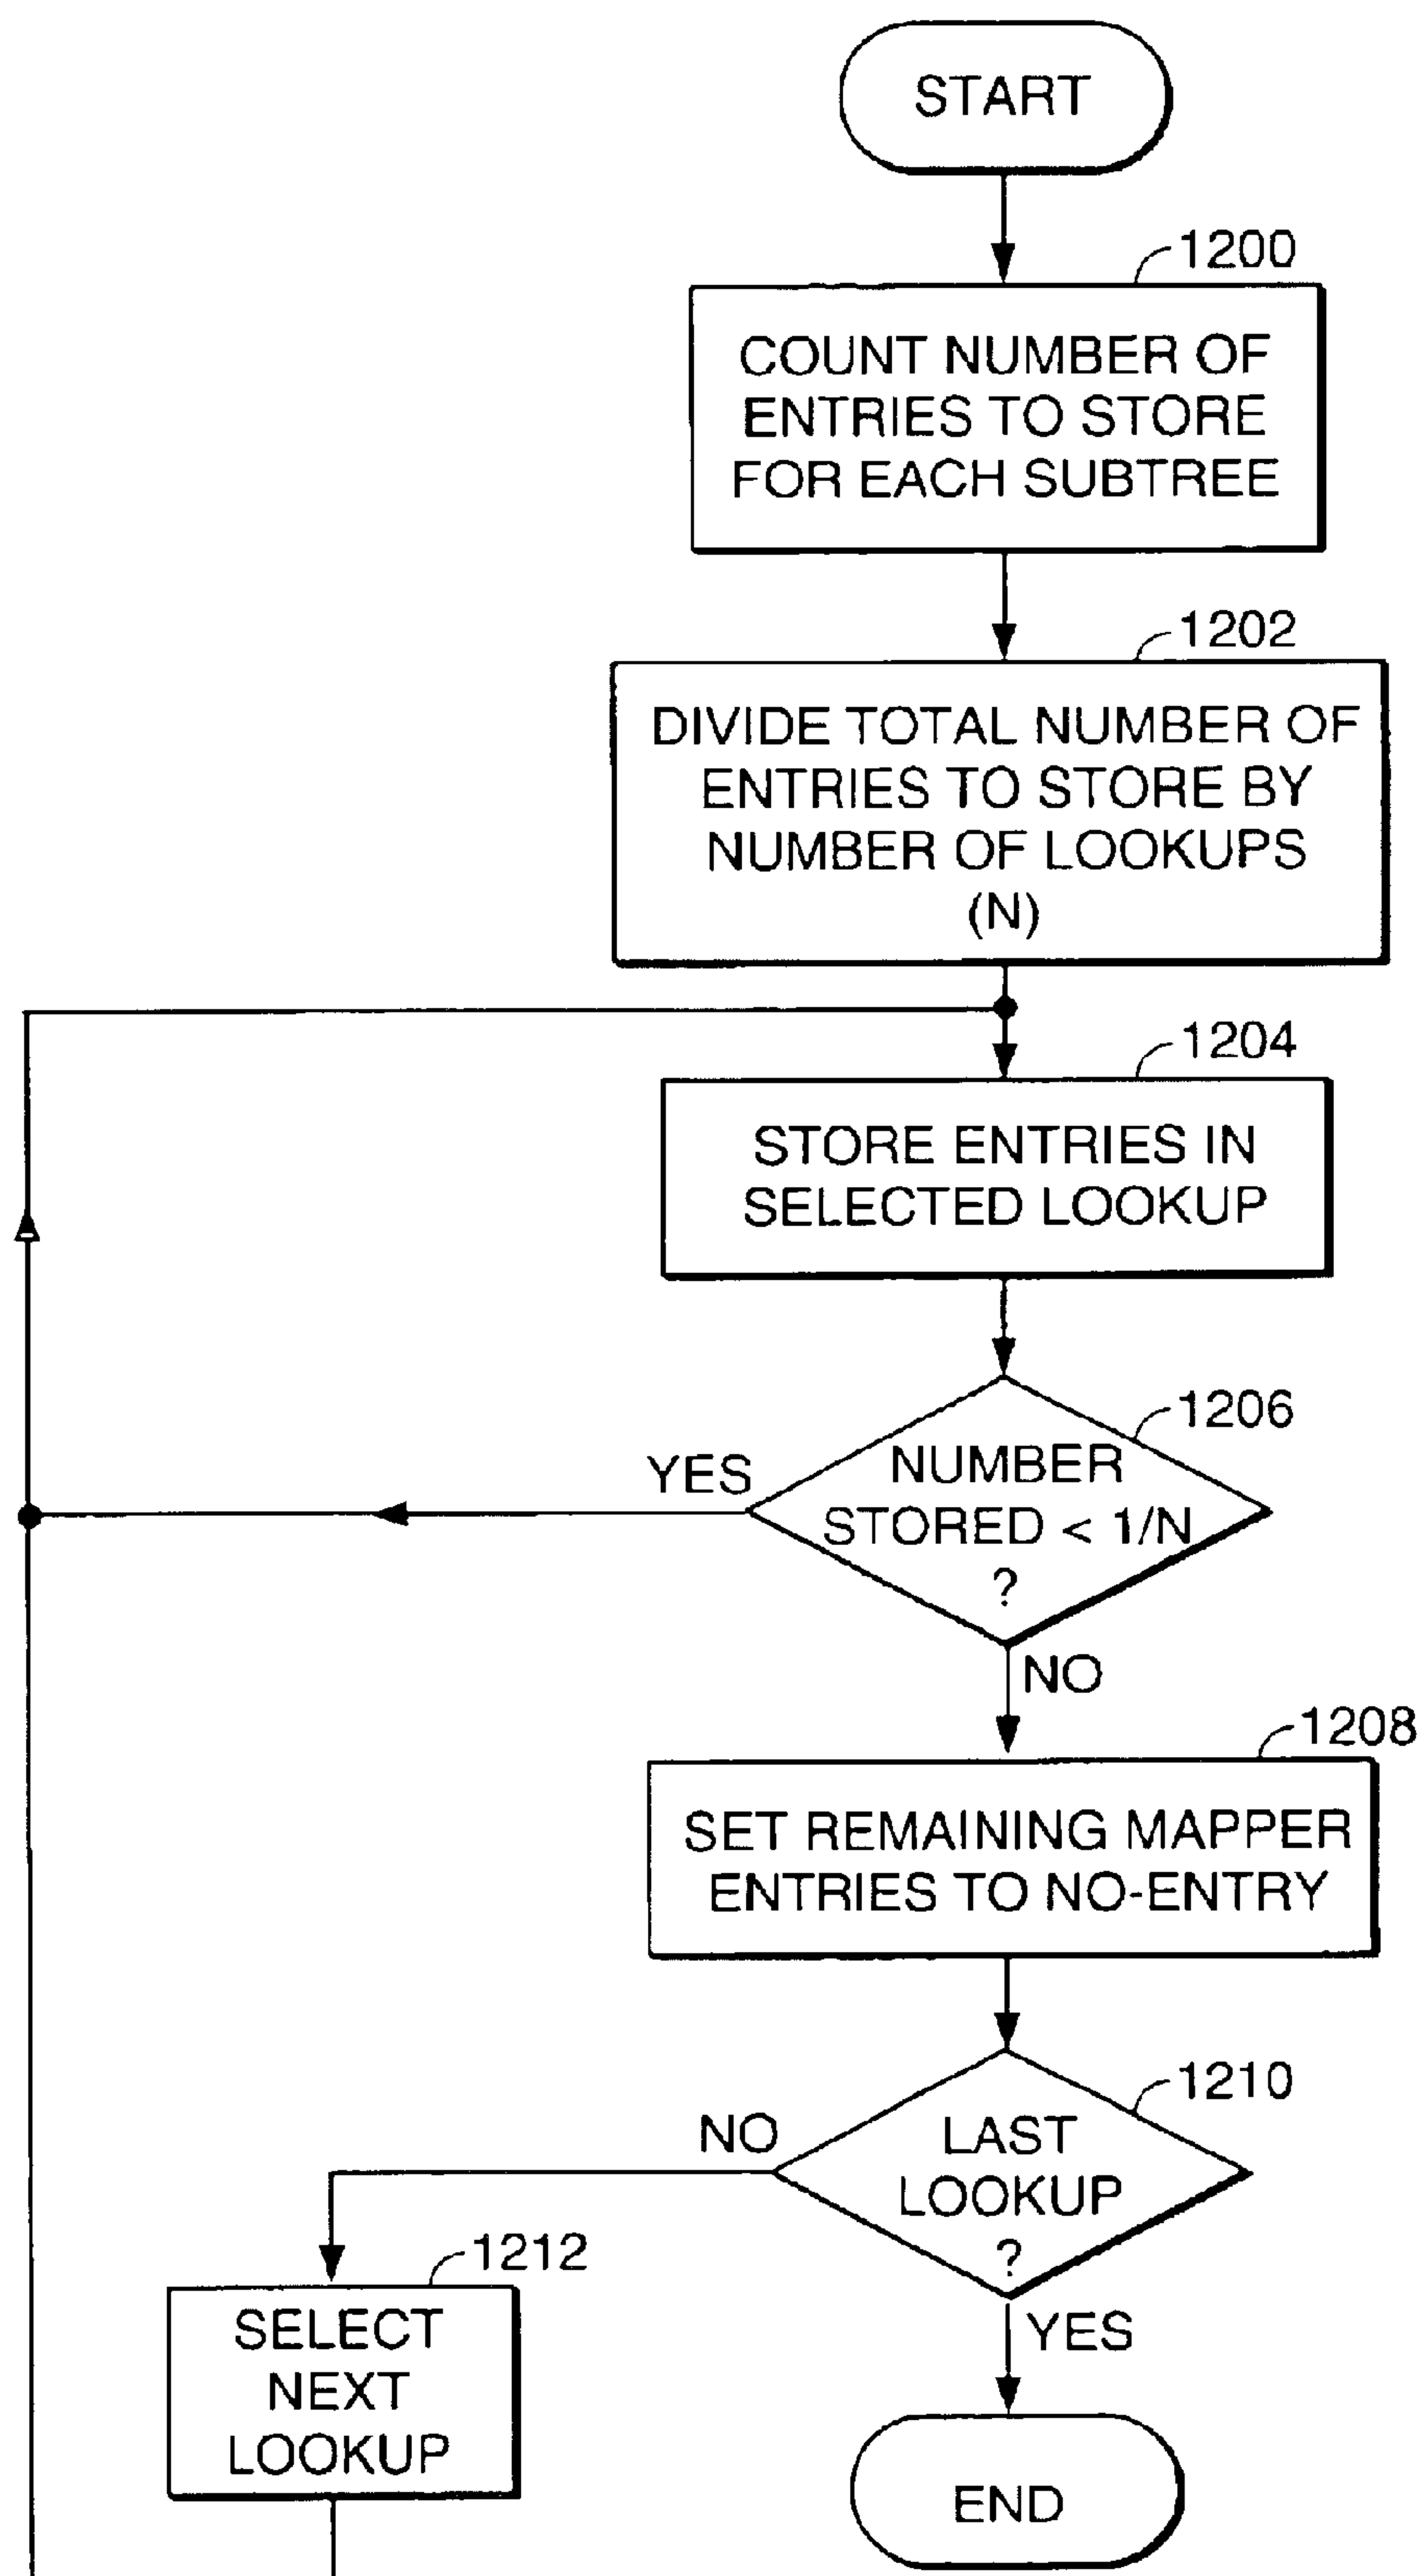 START
1200
COUNT NUMBER OF
ENTRIES TO STORE
FOR EACH SUBTREE
1202
DIVIDE TOTAL NUMBER OF
ENTRIES TO STORE BY
NUMBER OF LOOKUPS
(N)
1204
STORE ENTRIES IN
SELECTED LOOKUP
1206
YES
NUMBER
STORED < 1/N
?
NO
1208
SET REMAINING MAPPER
ENTRIES TO NO-ENTRY
1210
NO
LAST
LOOKUP
?
1212
SELECT
NEXT
LOOKUP
YES
END